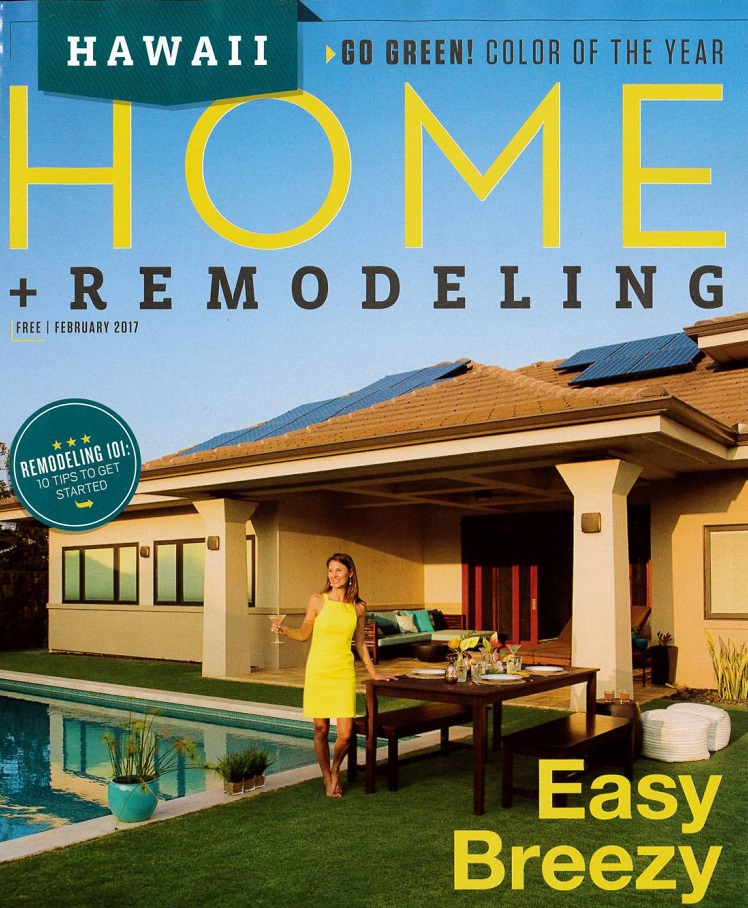 HAWAII
GO GREEN! COLOR OF THE YEAR
HOME
+REMODELING
FREE | FEBRUARY 2017
REMODELING 101:
10 TIPS TO GET
STARTED
Easy
Breezy